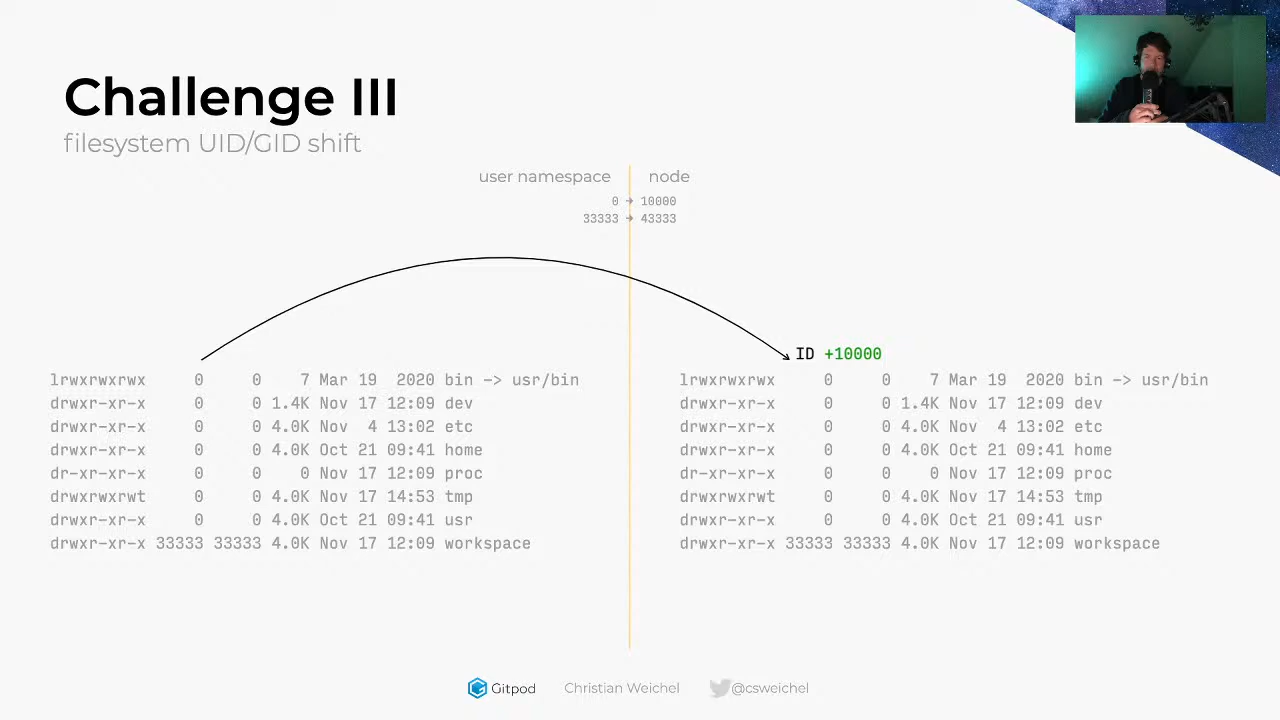 Challenge III
filesystem UID/GID shift
user namespace node
0 → 10000
33333 → 43333
ID +10000
lrwxrwxrwx 0 0 7 Mar 19 2020 bin -> usr/bin
drwxr-xr-x 0 0 1.4K Nov 17 12:09 dev
drwxr-xr-x 0 0 4.0K Nov 4 13:02 etc
drwxr-xr-x 0 0 4.0K Oct 21 09:41 home
dr-xr-xr-x 0 0 0 Nov 17 12:09 proc
drwxrwxrwt 0 0 4.0K Nov 17 14:53 tmp
drwxr-xr-x 0 0 4.0K Oct 21 09:41 usr
drwxr-xr-x 33333 33333 4.0K Nov 17 12:09 workspace
lrwxrwxrwx 0 0 7 Mar 19 2020 bin -> usr/bin
drwxr-xr-x 0 0 1.4K Nov 17 12:09 dev
drwxr-xr-x 0 0 4.0K Nov 4 13:02 etc
drwxr-xr-x 0 0 4.0K Oct 21 09:41 home
dr-xr-xr-x 0 0 0 Nov 17 12:09 proc
drwxrwxrwt 0 0 4.0K Nov 17 14:53 tmp
drwxr-xr-x 0 0 4.0K Oct 21 09:41 usr
drwxr-xr-x 33333 33333 4.0K Nov 17 12:09 workspace
Gitpod Christian Weichel @csweichel